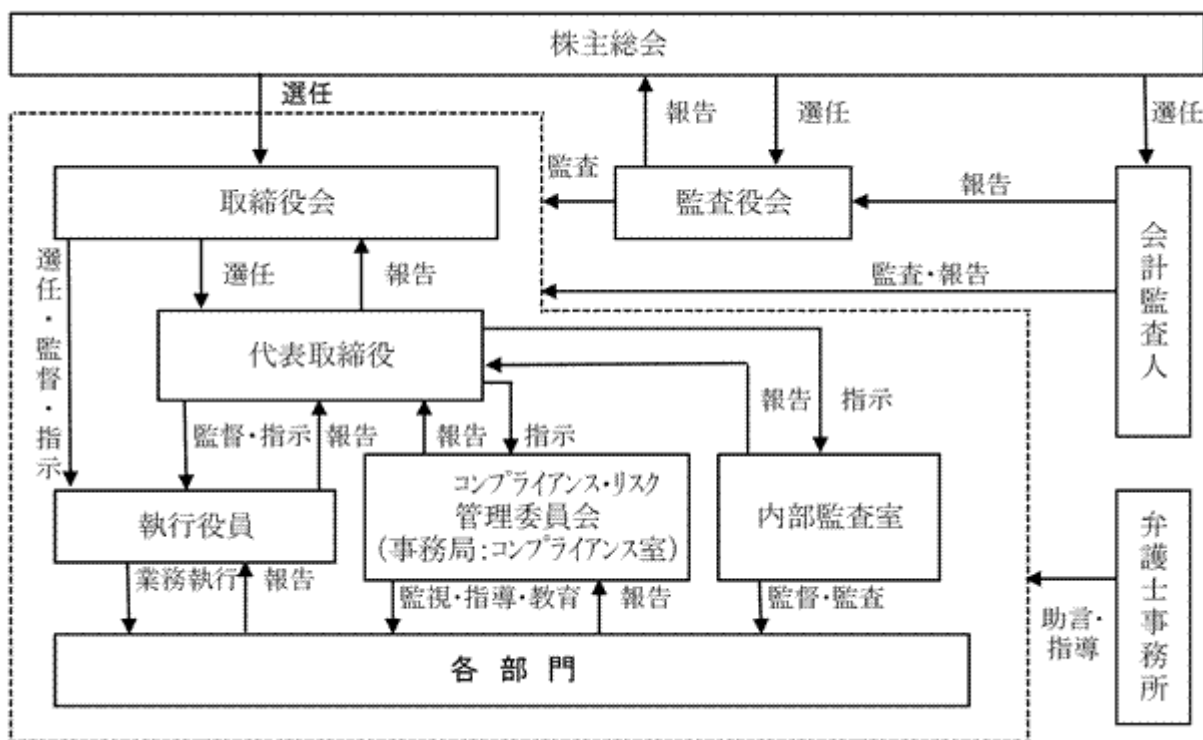 株主総会
選任
報告
選任
選任
監査
報告
取締役会
監査役会
会計監査人
選任・監督・指示
選任
報告
監査・報告
代表取締役
監督・指示
報告
報告
指示
報告
指示
執行役員
コンプライアンス・リスク
管理委員会
(事務局:コンプライアンス室)
内部監査室
弁護士事務所
業務執行
報告
監視・指導・教育
報告
監督・監査
助言・
指導
各部門